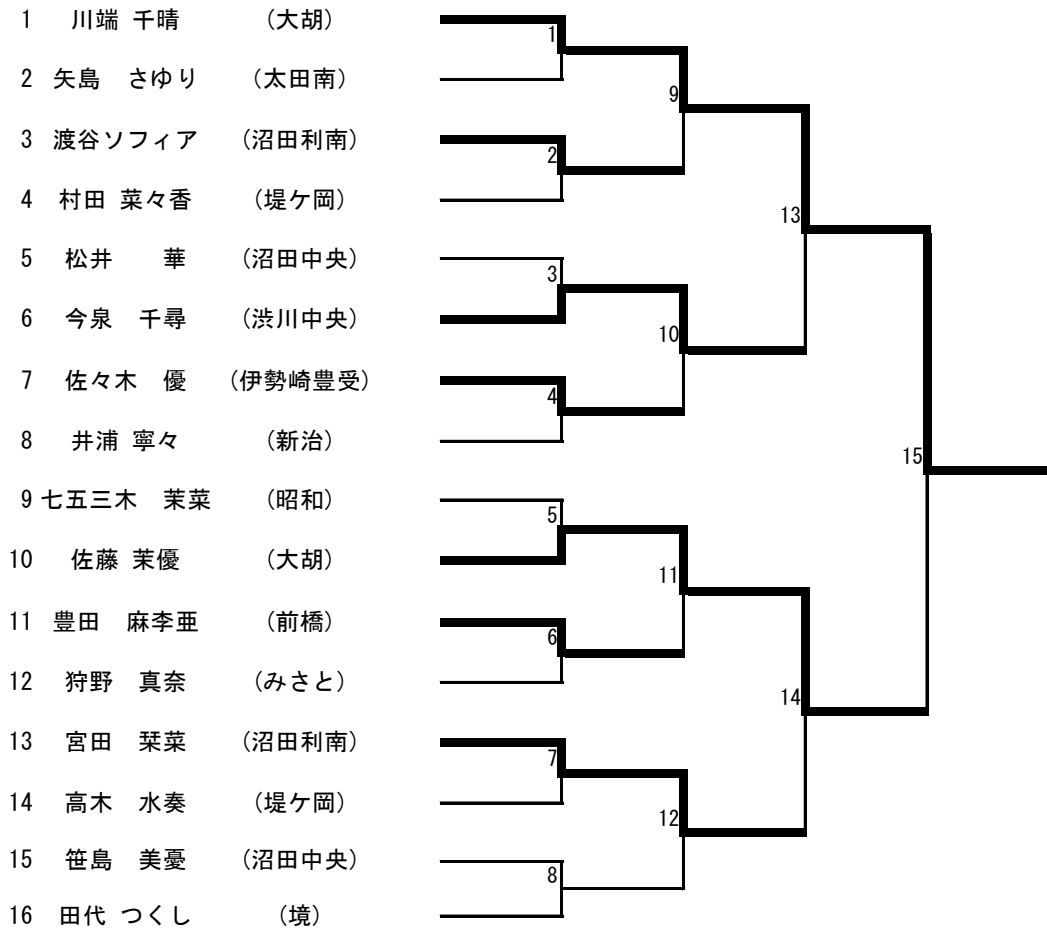 1 川端 千晴 (大胡)
1
2 矢島　さゆり (太田南)
9
3 渡谷ソフィア (沼田利南)
2
4 村田 菜々香 (堤ケ岡)
13
5 松井　　華 (沼田中央)
3
6 今泉　千尋 (渋川中央)
10
7 佐々木　優 (伊勢崎豊受)
4
8 井浦 寧々 (新治)
15
9 七五三木　茉菜 (昭和)
5
10 佐藤 茉優 (大胡)
11
11 豊田　麻李亜 (前橋)
6
12 狩野　真奈 (みさと)
14
13 宮田　栞菜 (沼田利南)
7
14 高木　水奏 (堤ケ岡)
12
15 笹島　美憂 (沼田中央)
8
16 田代 つくし (境)